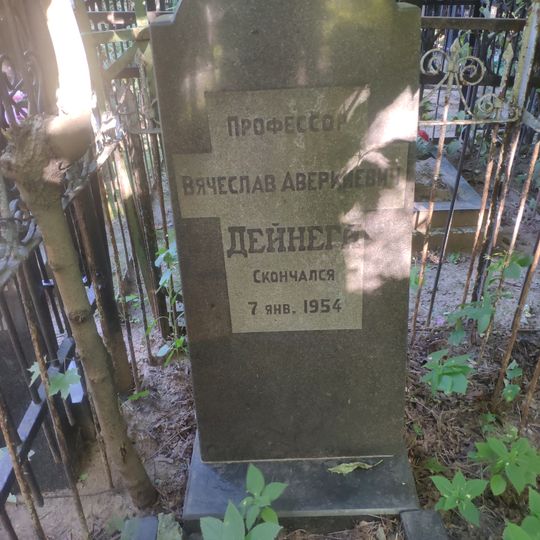 ПРОФЕССОР
ВЯЧЕСЛАВ АВЕРКИЕВИЧ
ДЕЙНЕГА
СКОНЧАЛСЯ
7 ЯНВ. 1954